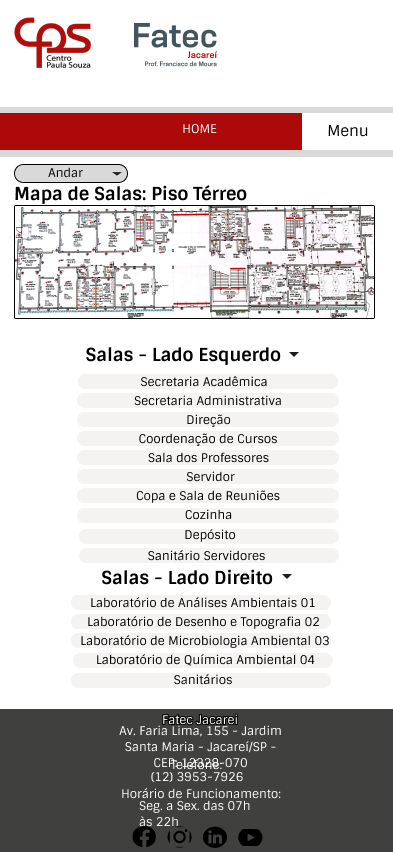 cps
Centro
Paula Souza
Fatec
Jacareí
Prof. Francisco de Moura
HOME
Menu
Andar
Mapa de Salas: Piso Térreo
Salas - Lado Esquerdo
Secretaria Acadêmica
Secretaria Administrativa
Direção
Coordenação de Cursos
Sala dos Professores
Servidor
Copa e Sala de Reuniões
Cozinha
Depósito
Sanitário Servidores
Salas - Lado Direito
Laboratório de Análises Ambientais 01
Laboratório de Desenho e Topografia 02
Laboratório de Microbiologia Ambiental 03
Laboratório de Química Ambiental 04
Sanitários
Fatec Jacareí
Av. Faria Lima, 155 - Jardim
Santa Maria - Jacareí/SP -
CEP: 12328-070
Telefone:
(12) 3953-7926
Horário de Funcionamento:
Seg. a Sex. das 07h
às 22h